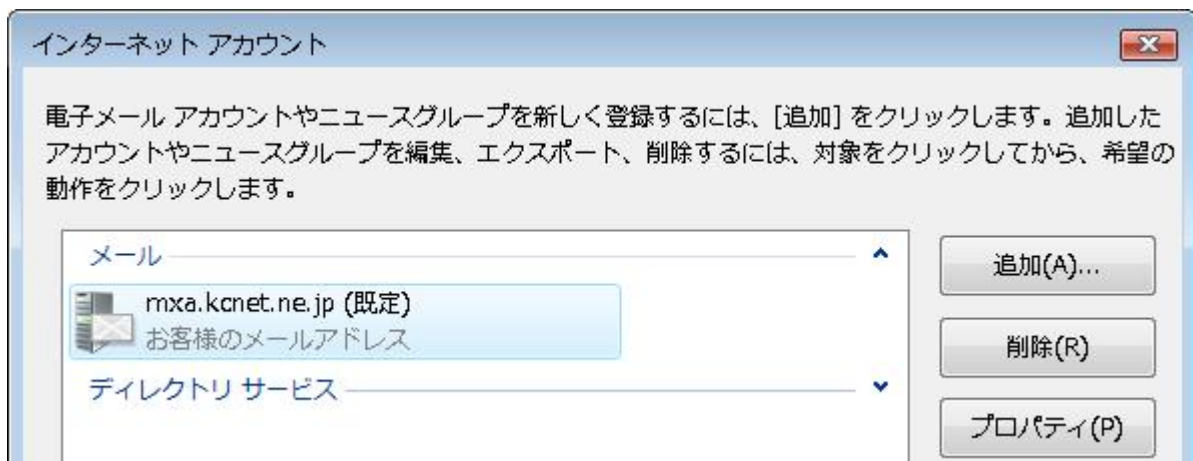 インターネット アカウント
電子メール アカウントやニュースグループを新しく登録するには、[追加] をクリックします。追加した
アカウントやニュースグループを編集、エクスポート、削除するには、対象をクリックしてから、希望の
動作をクリックします。
メール
追加(A)...
mxa.kcnet.ne.jp (既定)
お客様のメールアドレス
削除(R)
ディレクトリ サービス
プロパティ(P)